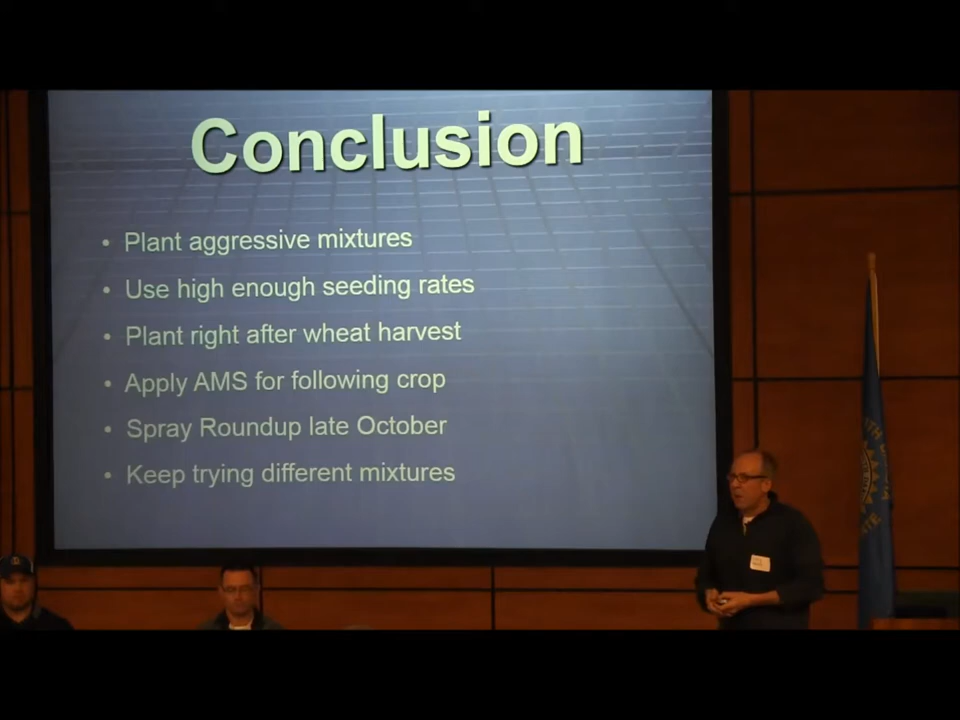 Conclusion
• Plant aggressive mixtures
• Use high enough seeding rates
• Plant right after wheat harvest
• Apply AMS for following crop
• Spray Roundup late October
• Keep trying different mixtures